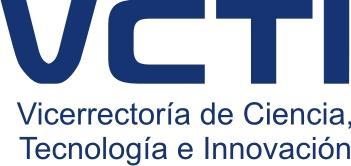 VCTI
Vicerrectoría de Ciencia,
Tecnología e Innovación